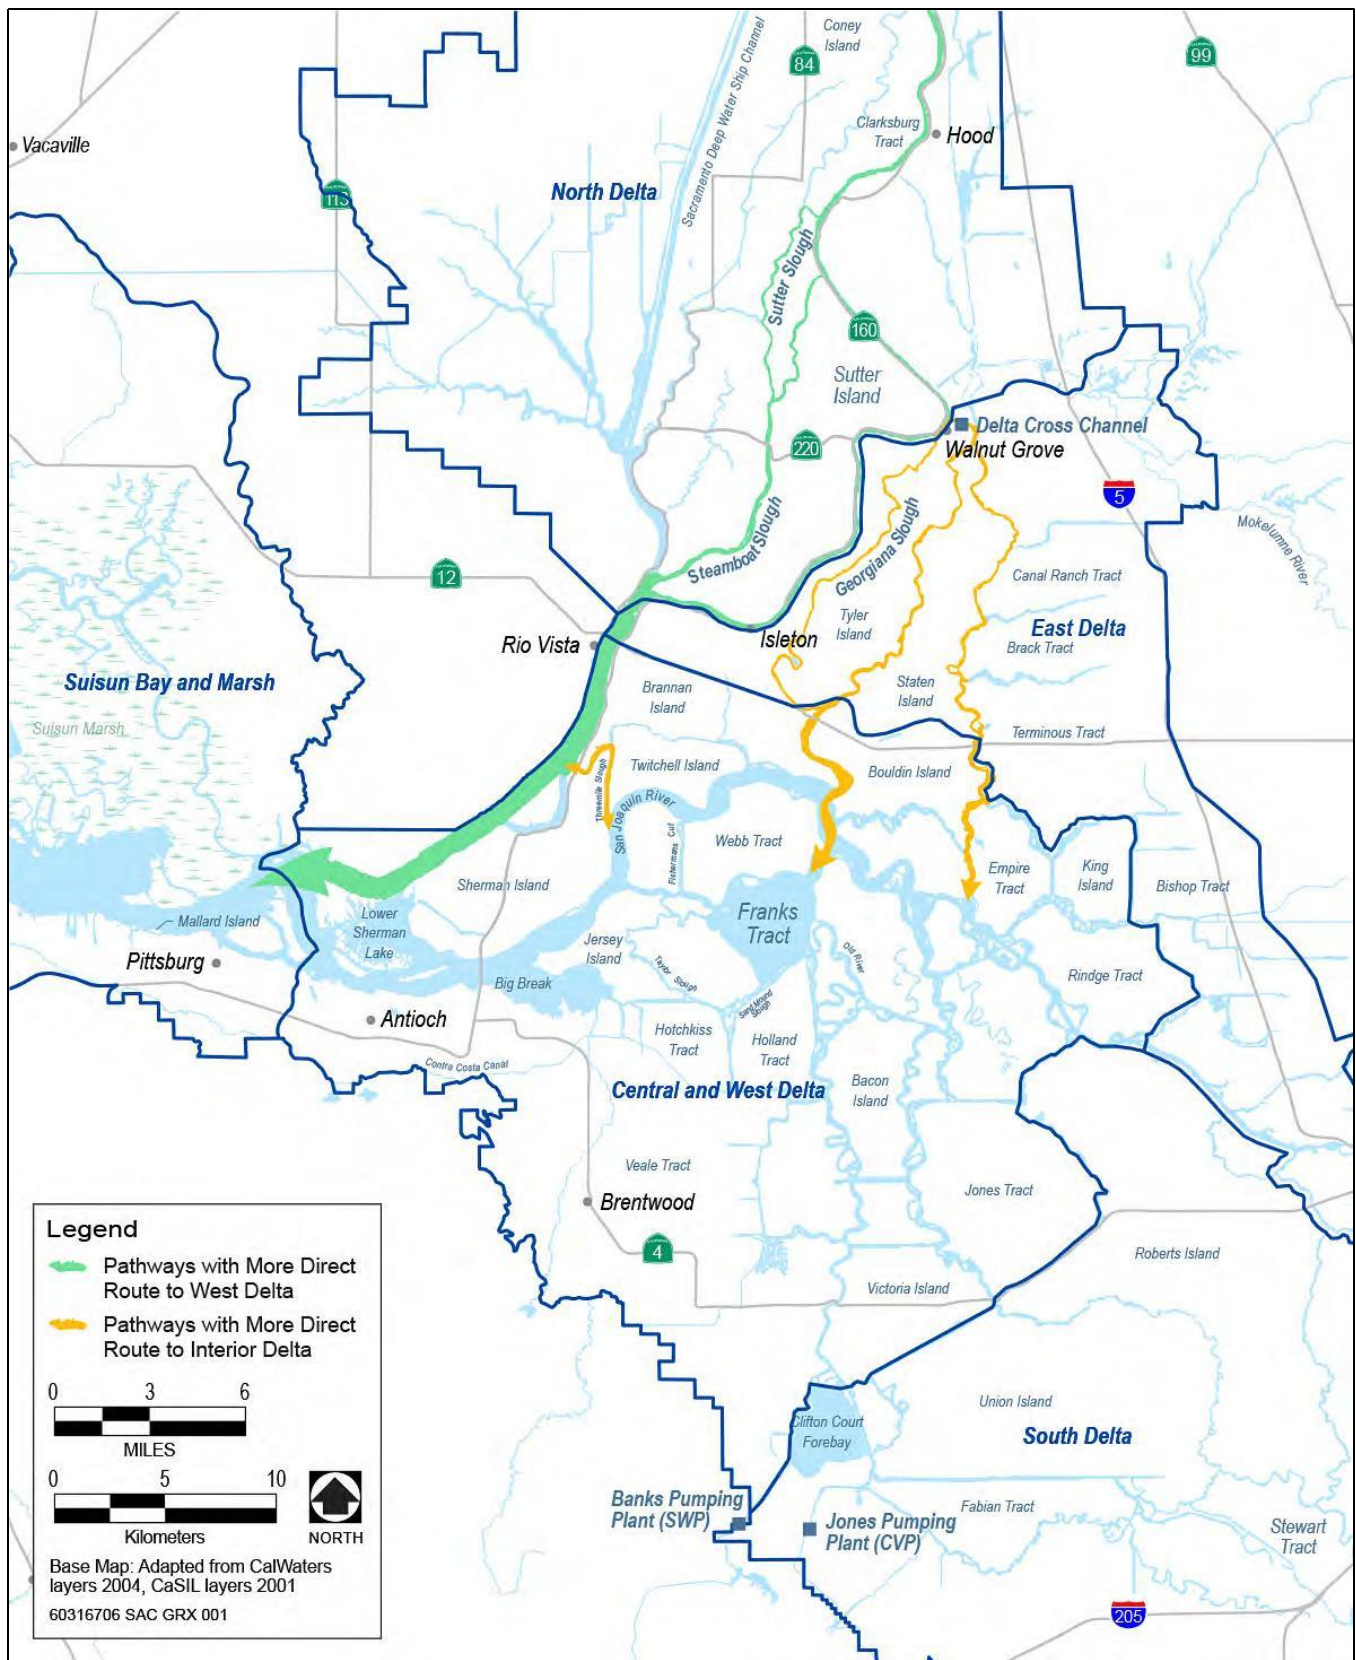 Coney
Island
84
99
Sacramento Deep Water Ship Channel
Clarksburg
Tract
Hood
Vacaville
113
North Delta
Sutter Slough
160
Sutter
Island
Delta Cross Channel
Walnut Grove
220
5
Mokelumne River
Steamboat Slough
Georgiana Slough
12
Canal Ranch Tract
Tyler
Island
East Delta
Isleton
Rio Vista
Brack Tract
Suisun Bay and Marsh
Brannan
Island
Staten
Island
Suisun Marsh
Terminous Tract
Threemile Slough
Twitchell Island
Bouldin Island
San Joaquin River
Fishermans Cut
Webb Tract
Sherman Island
Empire
Tract
King
Island
Bishop Tract
Mallard Island
Lower
Sherman
Lake
Franks
Tract
Jersey
Island
Old River
Pittsburg
Taylor Slough
Big Break
Rindge Tract
Sand Mound
Slough
Antioch
Hotchkiss
Tract
Holland
Tract
Contra Costa Canal
Central and West Delta
Bacon
Island
Veale Tract
Jones Tract
Brentwood
4
Roberts Island
Victoria Island
Union Island
Clifton Court
Forebay
South Delta
Banks Pumping
Plant (SWP)
Jones Pumping
Plant (CVP)
Fabian Tract
Stewart
Tract
205
Legend
Pathways with More Direct
Route to West Delta
Pathways with More Direct
Route to Interior Delta
0 3 6
MILES
0 5 10
Kilometers
NORTH
Base Map: Adapted from CalWaters
layers 2004, CaSIL layers 2001
60316706 SAC GRX 001